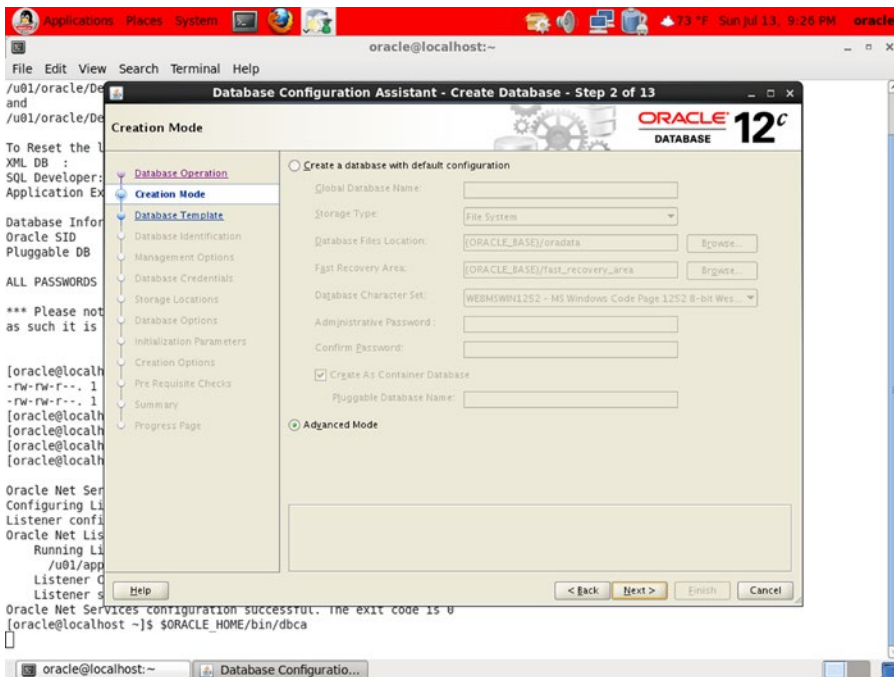 Applications Places System 73 °F Sun Jul 13, 9:26 PM oracle
oracle@localhost:~
File Edit View Search Terminal Help
/u01/oracle/De
and
/u01/oracle/De
To Reset the l
XML DB :
SQL Developer:
Application Ex
Database Infor
Oracle SID
Pluggable DB
ALL PASSWORDS
*** Please not
as such it is
[oracle@localh
-rw-rw-r--. 1
-rw-rw-r--. 1
[oracle@localh
[oracle@localh
[oracle@localh
[oracle@localh
Oracle Net Ser
Configuring Li
Listener confi
Oracle Net Lis
Running Li
/u01/app
Listener C
Listener s
Oracle Net Services configuration successful. The exit code is 0
[oracle@localhost ~]$ $ORACLE_HOME/bin/dbca
Database Configuration Assistant - Create Database - Step 2 of 13
Creation Mode
ORACLE DATABASE 12c
Database Operation
Creation Mode
Database Template
Database Identification
Management Options
Database Credentials
Storage Locations
Database Options
Initialization Parameters
Creation Options
Pre Requisite Checks
Summary
Progress Page
Create a database with default configuration
Global Database Name:
Storage Type: File System
Database Files Location: {ORACLE_BASE}/oradata Browse...
Fast Recovery Area: {ORACLE_BASE}/fast_recovery_area Browse...
Database Character Set: WE8MSWIN1252 - MS Windows Code Page 1252 8-bit Wes...
Administrative Password :
Confirm Password:
Create As Container Database
Pluggable Database Name:
Advanced Mode
Help < Back Next > Finish Cancel
oracle@localhost:~ Database Configuratio...